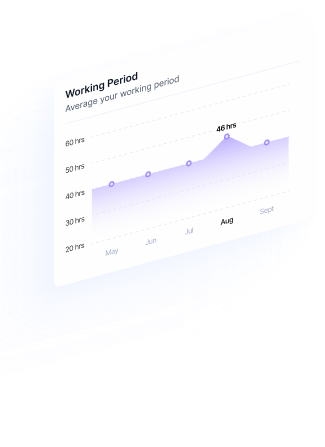 Working Period
Average your working period
60 hrs
50 hrs
40 hrs
30 hrs
20 hrs
46 hrs
May
Jun
Jul
Aug
Sept